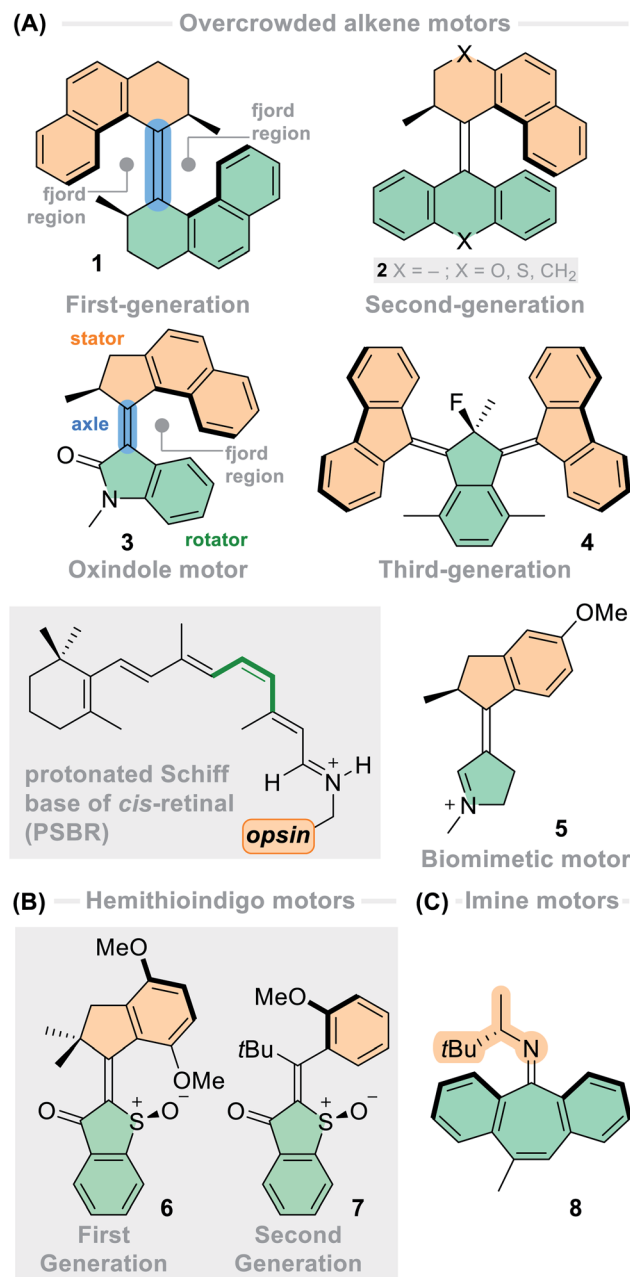 (A) Overcrowded alkene motors
fjord
region
fjord
region
1
First-generation
X
X
2 X = – ; X = O, S, CH₂
Second-generation
stator
axle
O
N
fjord
region
3
rotator
Oxindole motor
F
4
Third-generation
H
+
N
H
opsin
protonated Schiff
base of cis-retinal
(PSBR)
OMe
+
N
5
Biomimetic motor
(B) Hemithioindigo motors
MeO
OMe
O
+
S
O
–
6
First
Generation
MeO
tBu
O
+
S
O
–
7
Second
Generation
(C) Imine motors
tBu
N
8